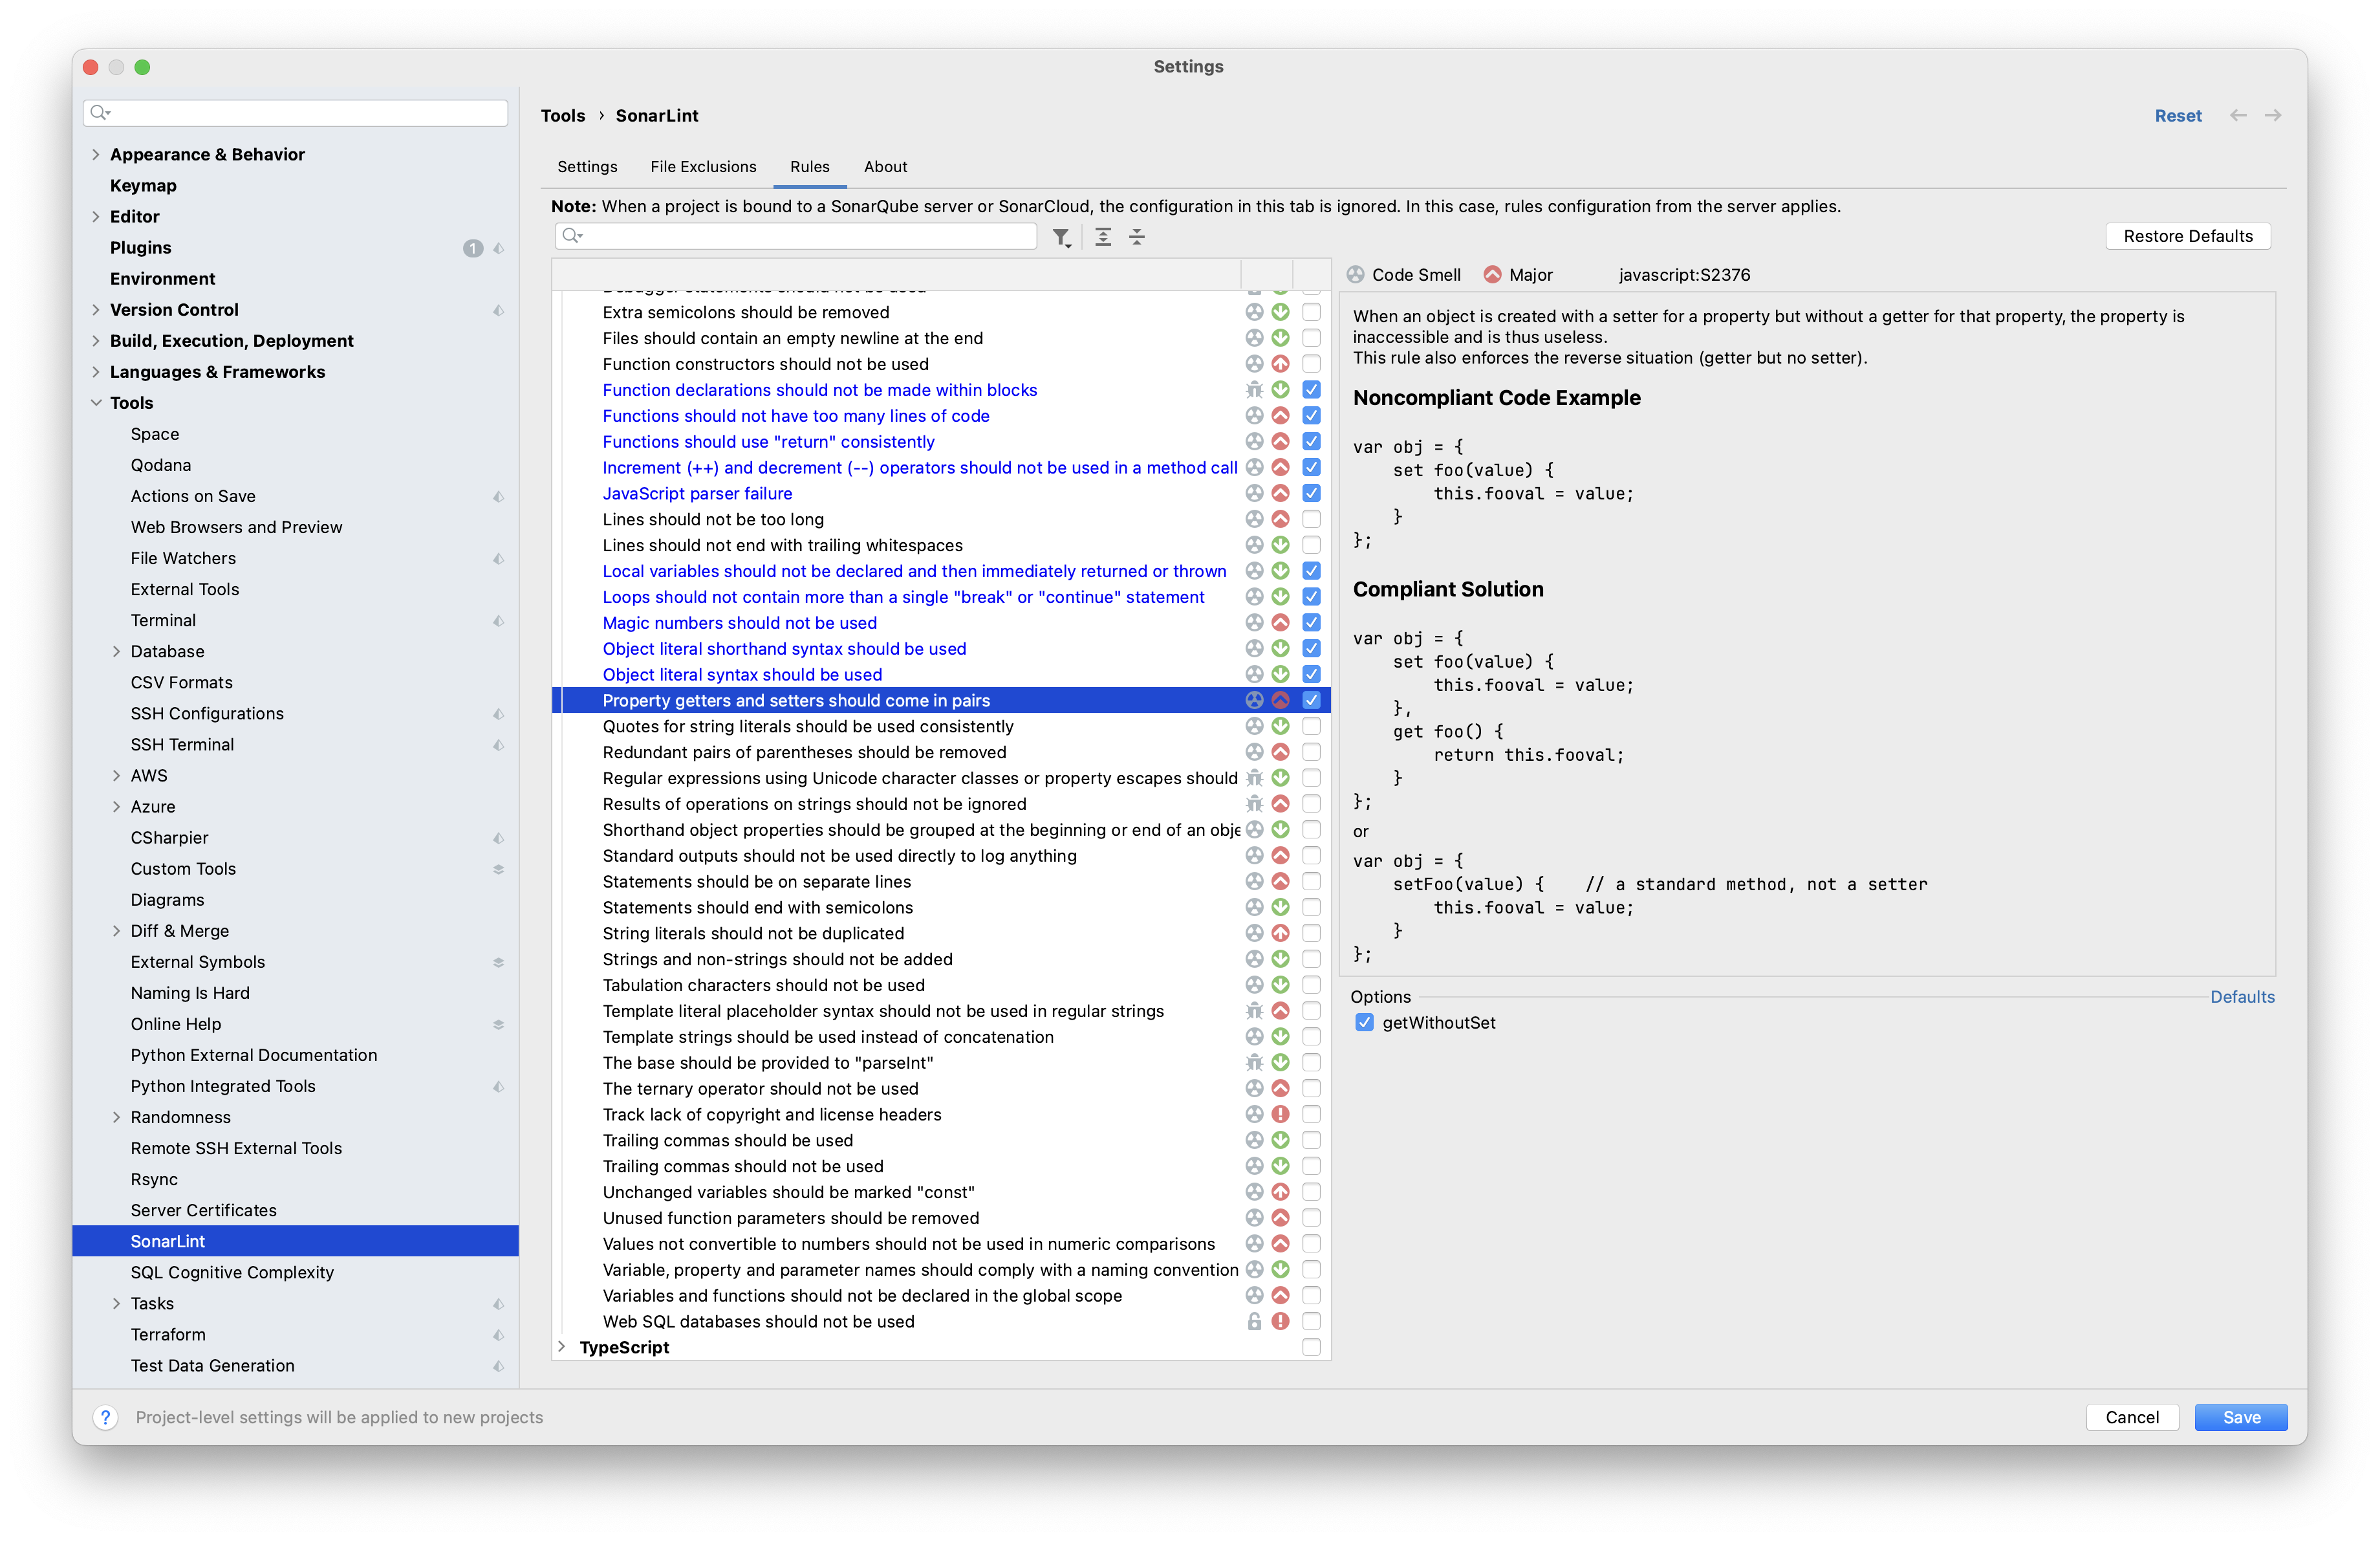 Settings
Appearance & Behavior
Keymap
Editor
Plugins
1
Environment
Version Control
Build, Execution, Deployment
Languages & Frameworks
Tools
Space
Qodana
Actions on Save
Web Browsers and Preview
File Watchers
External Tools
Terminal
Database
CSV Formats
SSH Configurations
SSH Terminal
AWS
Azure
CSharpier
Custom Tools
Diagrams
Diff & Merge
External Symbols
Naming Is Hard
Online Help
Python External Documentation
Python Integrated Tools
Randomness
Remote SSH External Tools
Rsync
Server Certificates
SonarLint
SQL Cognitive Complexity
Tasks
Terraform
Test Data Generation
Tools › SonarLint
Reset
Settings File Exclusions Rules About
Note: When a project is bound to a SonarQube server or SonarCloud, the configuration in this tab is ignored. In this case, rules configuration from the server applies.
Restore Defaults
Debugger statements should not be used
Extra semicolons should be removed
Files should contain an empty newline at the end
Function constructors should not be used
Function declarations should not be made within blocks
Functions should not have too many lines of code
Functions should use "return" consistently
Increment (++) and decrement (--) operators should not be used in a method call
JavaScript parser failure
Lines should not be too long
Lines should not end with trailing whitespaces
Local variables should not be declared and then immediately returned or thrown
Loops should not contain more than a single "break" or "continue" statement
Magic numbers should not be used
Object literal shorthand syntax should be used
Object literal syntax should be used
Property getters and setters should come in pairs
Quotes for string literals should be used consistently
Redundant pairs of parentheses should be removed
Regular expressions using Unicode character classes or property escapes should
Results of operations on strings should not be ignored
Shorthand object properties should be grouped at the beginning or end of an obje
Standard outputs should not be used directly to log anything
Statements should be on separate lines
Statements should end with semicolons
String literals should not be duplicated
Strings and non-strings should not be added
Tabulation characters should not be used
Template literal placeholder syntax should not be used in regular strings
Template strings should be used instead of concatenation
The base should be provided to "parseInt"
The ternary operator should not be used
Track lack of copyright and license headers
Trailing commas should be used
Trailing commas should not be used
Unchanged variables should be marked "const"
Unused function parameters should be removed
Values not convertible to numbers should not be used in numeric comparisons
Variable, property and parameter names should comply with a naming convention
Variables and functions should not be declared in the global scope
Web SQL databases should not be used
TypeScript
Code Smell Major javascript:S2376
When an object is created with a setter for a property but without a getter for that property, the property is
inaccessible and is thus useless.
This rule also enforces the reverse situation (getter but no setter).
Noncompliant Code Example
var obj = {
set foo(value) {
this.fooval = value;
}
};
Compliant Solution
var obj = {
set foo(value) {
this.fooval = value;
},
get foo() {
return this.fooval;
}
};
or
var obj = {
setFoo(value) { // a standard method, not a setter
this.fooval = value;
}
};
Options
Defaults
getWithoutSet
? Project-level settings will be applied to new projects
Cancel Save